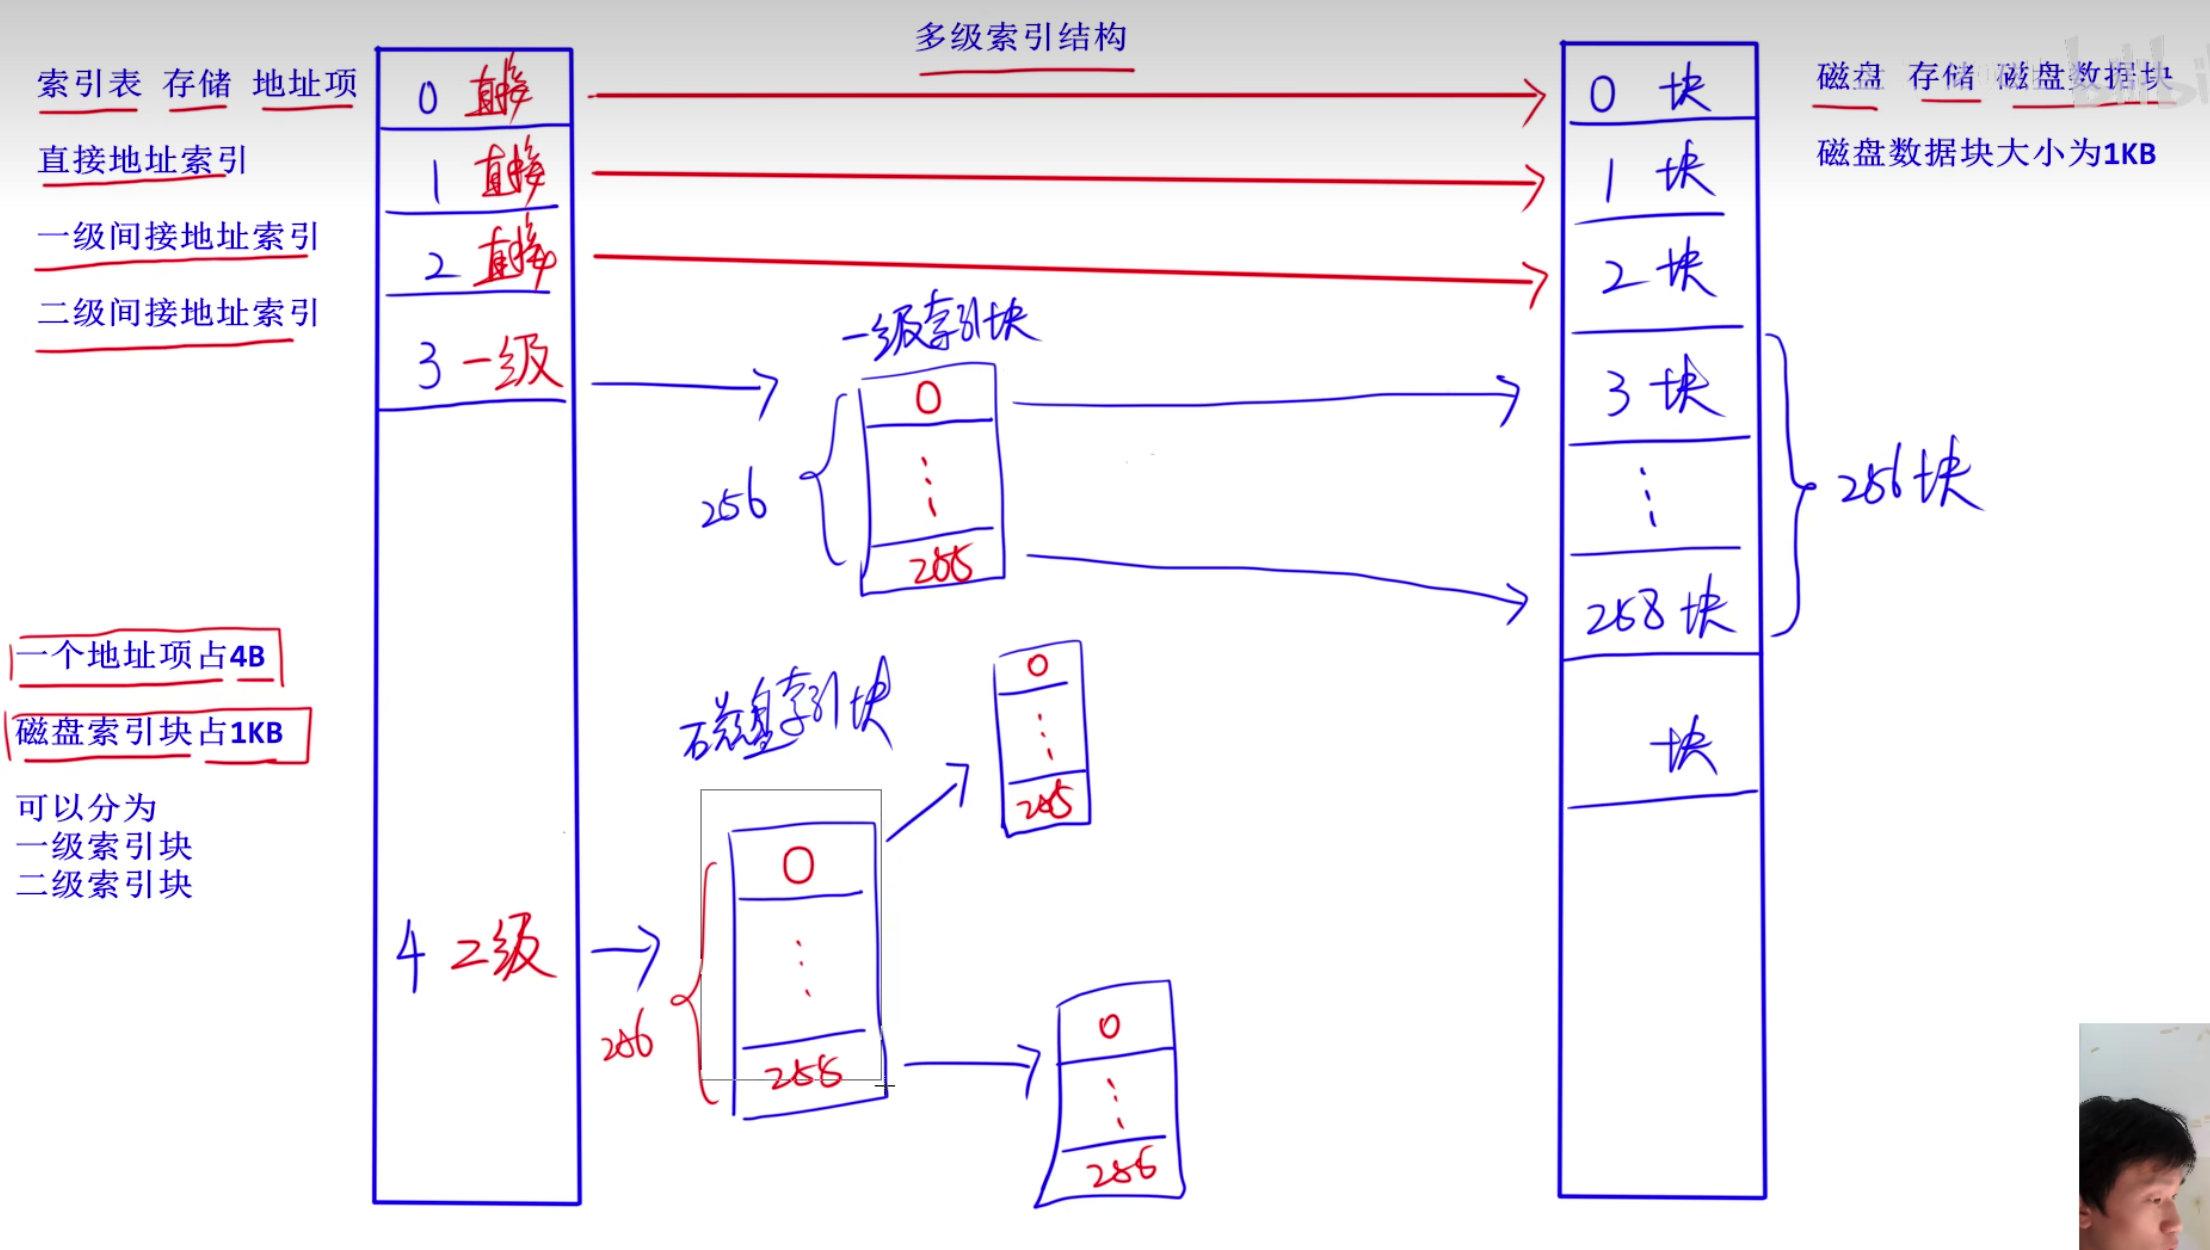 多级索引结构
索引表 存储 地址项
直接地址索引
一级间接地址索引
二级间接地址索引
一个地址项占4B
磁盘索引块占1KB
可以分为
一级索引块
二级索引块
0 直接
1 直接
2 直接
3 一级
4 二级
一级索引块
256
0
255
磁盘索引块
256
0
255
0
255
0
255
磁盘 存储 磁盘数据块
磁盘数据块大小为1KB
0 块
1 块
2 块
3 块
258 块
块
256块